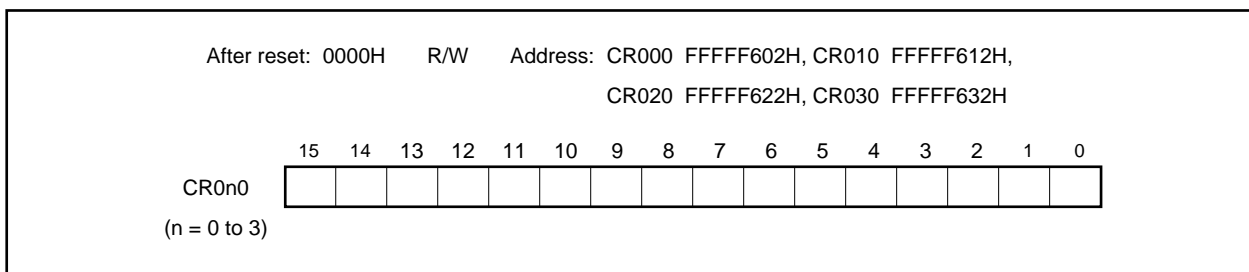 After reset: 0000H R/W Address: CR000 FFFFF602H, CR010 FFFFF612H,
CR020 FFFFF622H, CR030 FFFFF632H
15 14 13 12 11 10 9 8 7 6 5 4 3 2 1 0
CR0n0
(n = 0 to 3)